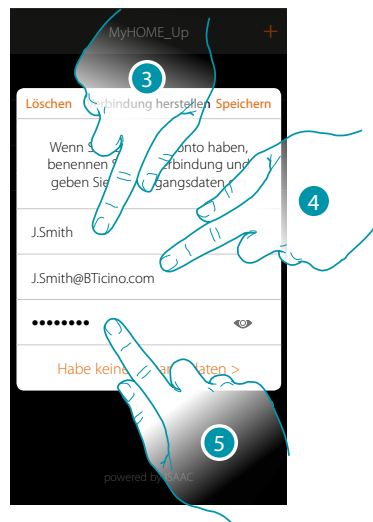 MyHOME_Up +
3
Löschen erbindung herstellen Speichern
Wenn S onto haben,
benennen S erbindung und
geben Sie gangsdaten
J.Smith
4
J.Smith@BTicino.com
••••••••
Habe keine daten >
5
powered by ISAAC